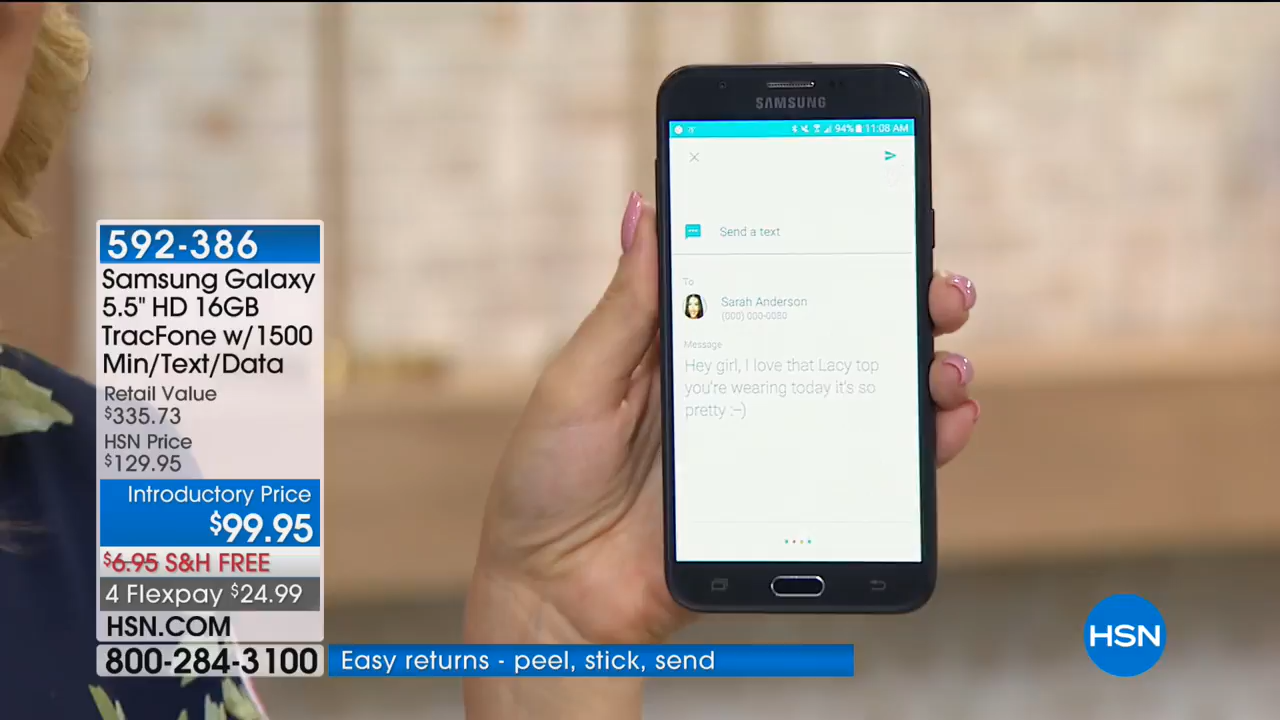 592-386
Samsung Galaxy
5.5" HD 16GB
TracFone w/1500
Min/Text/Data
Retail Value
$335.73
HSN Price
$129.95
Introductory Price
$99.95
$6.95 S&H FREE
4 Flexpay $24.99
HSN.COM
800-284-3100
Easy returns - peel, stick, send
SAMSUNG
94% 11:08 AM
Send a text
To
Sarah Anderson
(000) 000-0080
Message
Hey girl, I love that Lacy top
you're wearing today it's so
pretty :-)
HSN